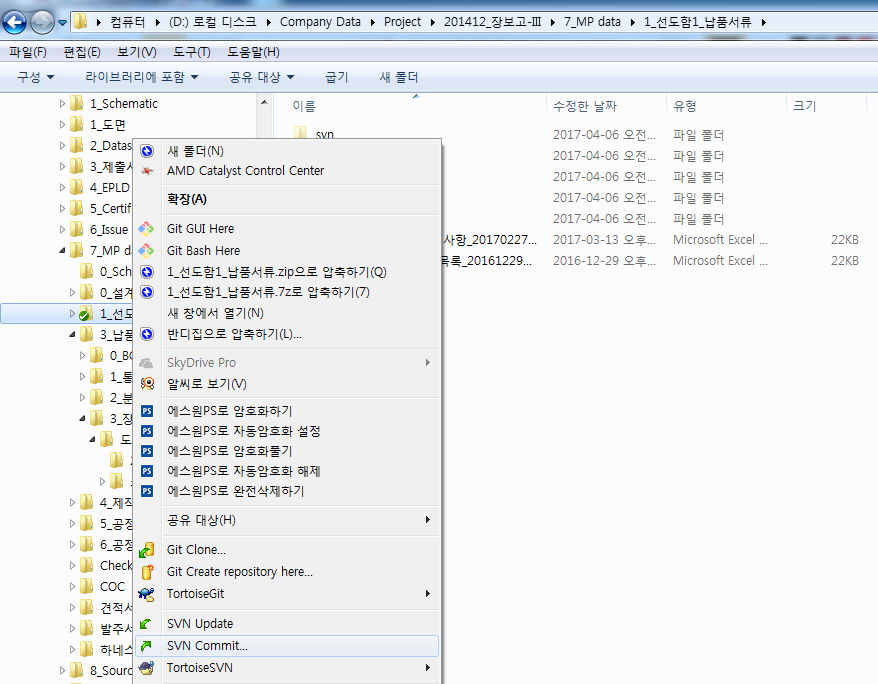 컴퓨터 (D:) 로컬 디스크 Company Data Project 201412_장보고-III 7_MP data 1_선도함1_납품서류
파일(F) 편집(E) 보기(V) 도구(T) 도움말(H)
구성 라이브러리에 포함 공유 대상 굽기 새 폴더
이름 수정한 날짜 유형 크기
1_Schematic
1_도면
2_Datas
3_제출서
4_EPLD
5_Certif
6_Issue
7_MP da
0_Sch
0_설계
1_선도
3_납품
0_BO
1_통
2_분
3_장
도
4_제작
5_공정
6_공정
Check
COC
견적서
발주서
하네스
8_Sourc
svn 2017-04-06 오전... 파일 폴더
2017-04-06 오전... 파일 폴더
2017-04-06 오전... 파일 폴더
2017-04-06 오전... 파일 폴더
2017-04-06 오전... 파일 폴더
사항_20170227... 2017-03-13 오후... Microsoft Excel ... 22KB
목록_20161229... 2016-12-29 오후... Microsoft Excel ... 22KB
새 폴더(N)
AMD Catalyst Control Center
확장(A)
Git GUI Here
Git Bash Here
1_선도함1_납품서류.zip으로 압축하기(Q)
1_선도함1_납품서류.7z로 압축하기(7)
새 창에서 열기(N)
반디집으로 압축하기(L)...
SkyDrive Pro
알씨로 보기(V)
PS 에스원PS로 암호화하기
PS 에스원PS로 자동암호화 설정
PS 에스원PS로 암호화풀기
PS 에스원PS로 자동암호화 해제
PS 에스원PS로 완전삭제하기
공유 대상(H)
Git Clone...
Git Create repository here...
TortoiseGit
SVN Update
SVN Commit...
TortoiseSVN